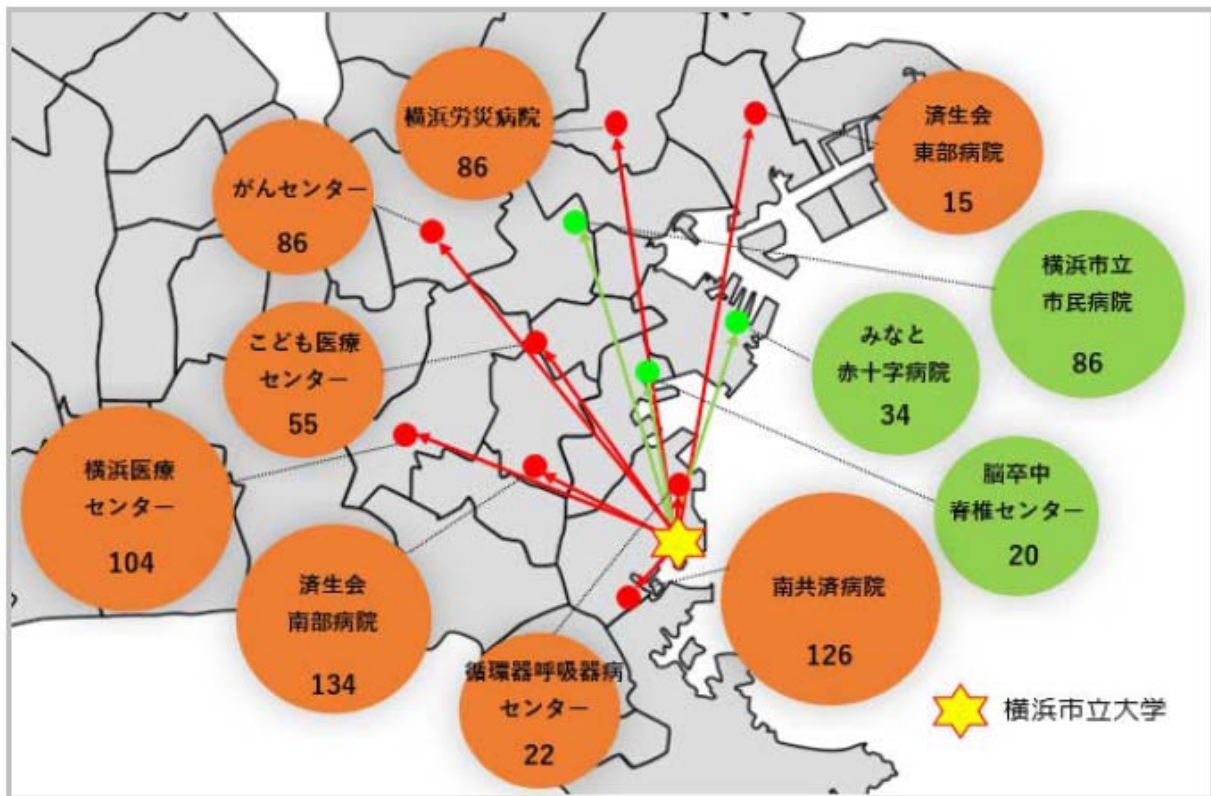 横浜労災病院
86
済生会
東部病院
15
がんセンター
86
横浜市立
市民病院
86
みなと
赤十字病院
34
こども医療
センター
55
横浜医療
センター
104
脳卒中
脊椎センター
20
済生会
南部病院
134
南共済病院
126
循環器呼吸器病
センター
22
横浜市立大学